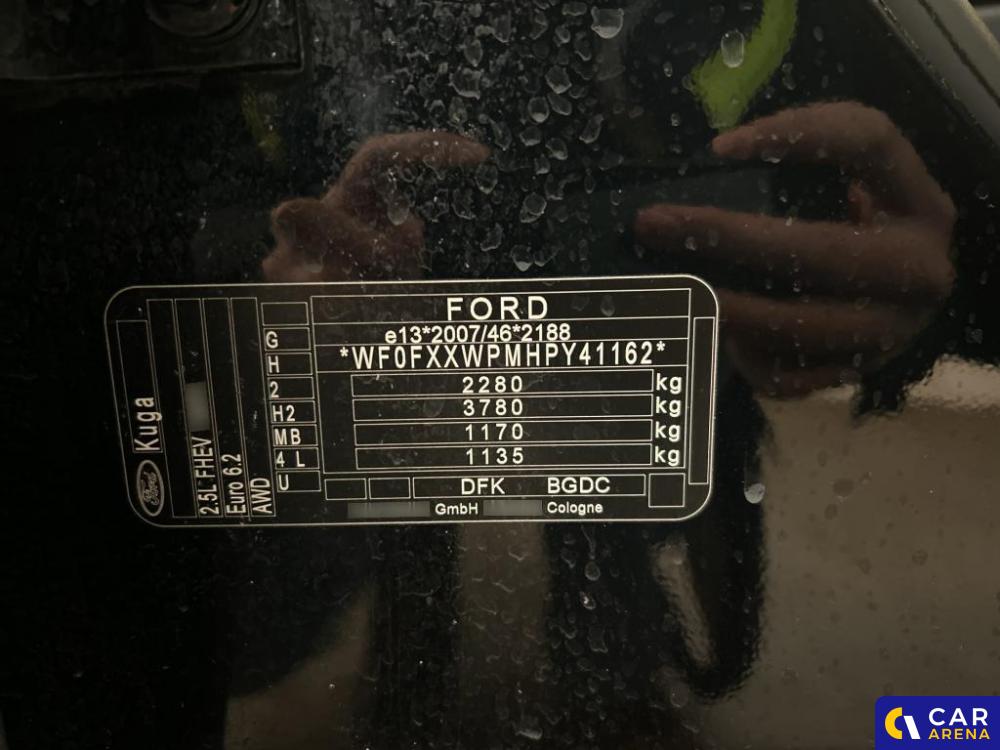 FORD
e13*2007/46*2188
*WF0FXXWPMHPY41162*
2280 kg
3780 kg
1170 kg
1135 kg
DFK BGDC
GmbH Cologne
G
H
2
H2
MB
4 L
U
Ford Kuga
2.5L FHEV
Euro 6.2
AWD
CAR
ARENA